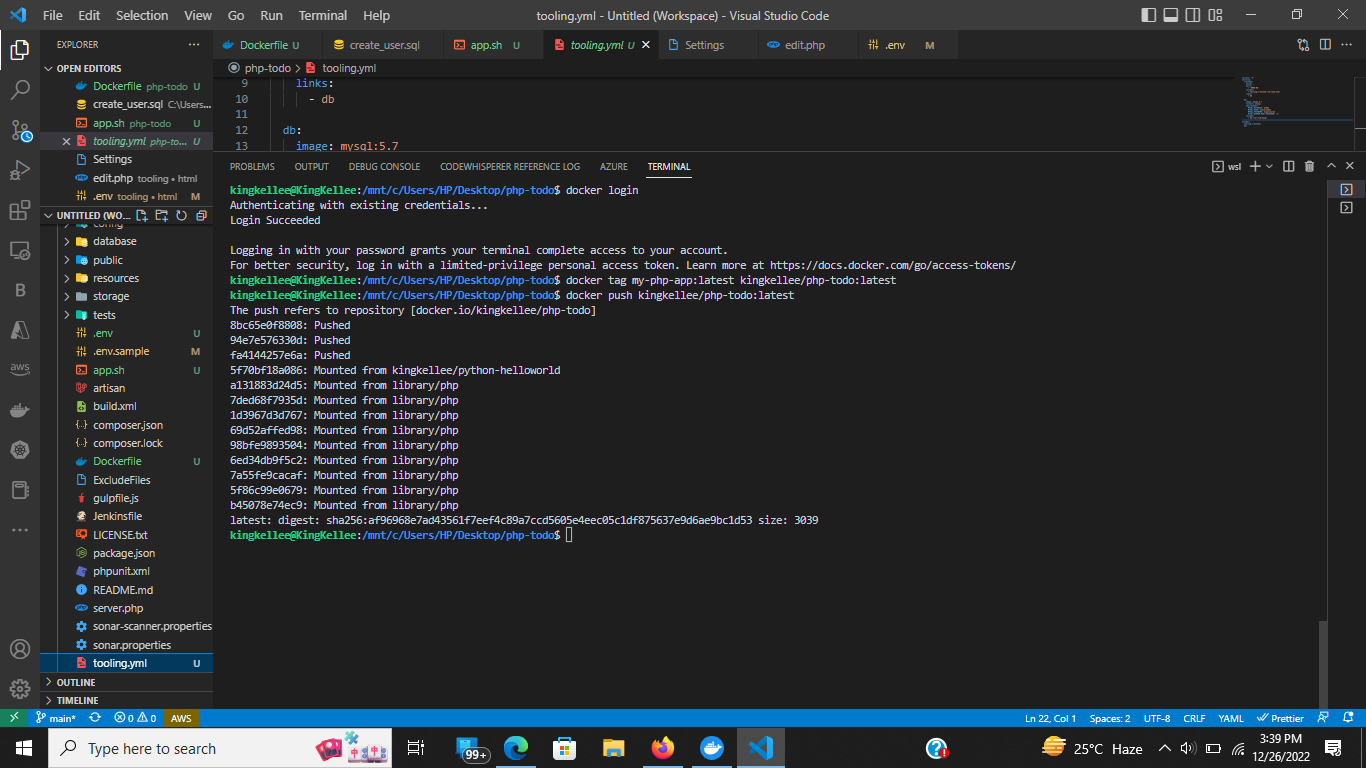 File Edit Selection View Go Run Terminal Help tooling.yml - Untitled (Workspace) - Visual Studio Code
EXPLORER
Dockerfile U create_user.sql app.sh U tooling.yml U Settings edit.php .env M
OPEN EDITORS
Dockerfile php-todo U
create_user.sql C:\Users...
app.sh php-todo U
tooling.yml php-to... U
Settings
edit.php tooling • html
.env tooling • html M
UNTITLED (WO...
config
database
public
resources
storage
tests
.env U
.env.sample M
app.sh U
artisan
build.xml
composer.json
composer.lock
Dockerfile U
ExcludeFiles
gulpfile.js
Jenkinsfile
LICENSE.txt
package.json
phpunit.xml
README.md
server.php
sonar-scanner.properties
sonar.properties
tooling.yml U
OUTLINE
TIMELINE
php-todo > tooling.yml
9 links:
10 - db
11
12 db:
13 image: mysql:5.7
PROBLEMS OUTPUT DEBUG CONSOLE CODEWHISPERER REFERENCE LOG AZURE TERMINAL wsl
kingkellee@KingKellee:/mnt/c/Users/HP/Desktop/php-todo$ docker login
Authenticating with existing credentials...
Login Succeeded
Logging in with your password grants your terminal complete access to your account.
For better security, log in with a limited-privilege personal access token. Learn more at https://docs.docker.com/go/access-tokens/
kingkellee@KingKellee:/mnt/c/Users/HP/Desktop/php-todo$ docker tag my-php-app:latest kingkellee/php-todo:latest
kingkellee@KingKellee:/mnt/c/Users/HP/Desktop/php-todo$ docker push kingkellee/php-todo:latest
The push refers to repository [docker.io/kingkellee/php-todo]
8bc65e0f8808: Pushed
94e7e576330d: Pushed
fa4144257e6a: Pushed
5f70bf18a086: Mounted from kingkellee/python-helloworld
a131883d24d5: Mounted from library/php
7ded68f7935d: Mounted from library/php
1d3967d3d767: Mounted from library/php
69d52affed98: Mounted from library/php
98bfe9893504: Mounted from library/php
6ed34db9f5c2: Mounted from library/php
7a55fe9cacaf: Mounted from library/php
5f86c99e0679: Mounted from library/php
b45078e74ec9: Mounted from library/php
latest: digest: sha256:af96968e7ad43561f7eef4c89a7ccd5605e4eec05c1df875637e9d6ae9bc1d53 size: 3039
kingkellee@KingKellee:/mnt/c/Users/HP/Desktop/php-todo$
aws
main* 0 0 AWS Ln 22, Col 1 Spaces: 2 UTF-8 CRLF YAML Prettier
Type here to search 99+ 25°C Haze 3:39 PM
12/26/2022